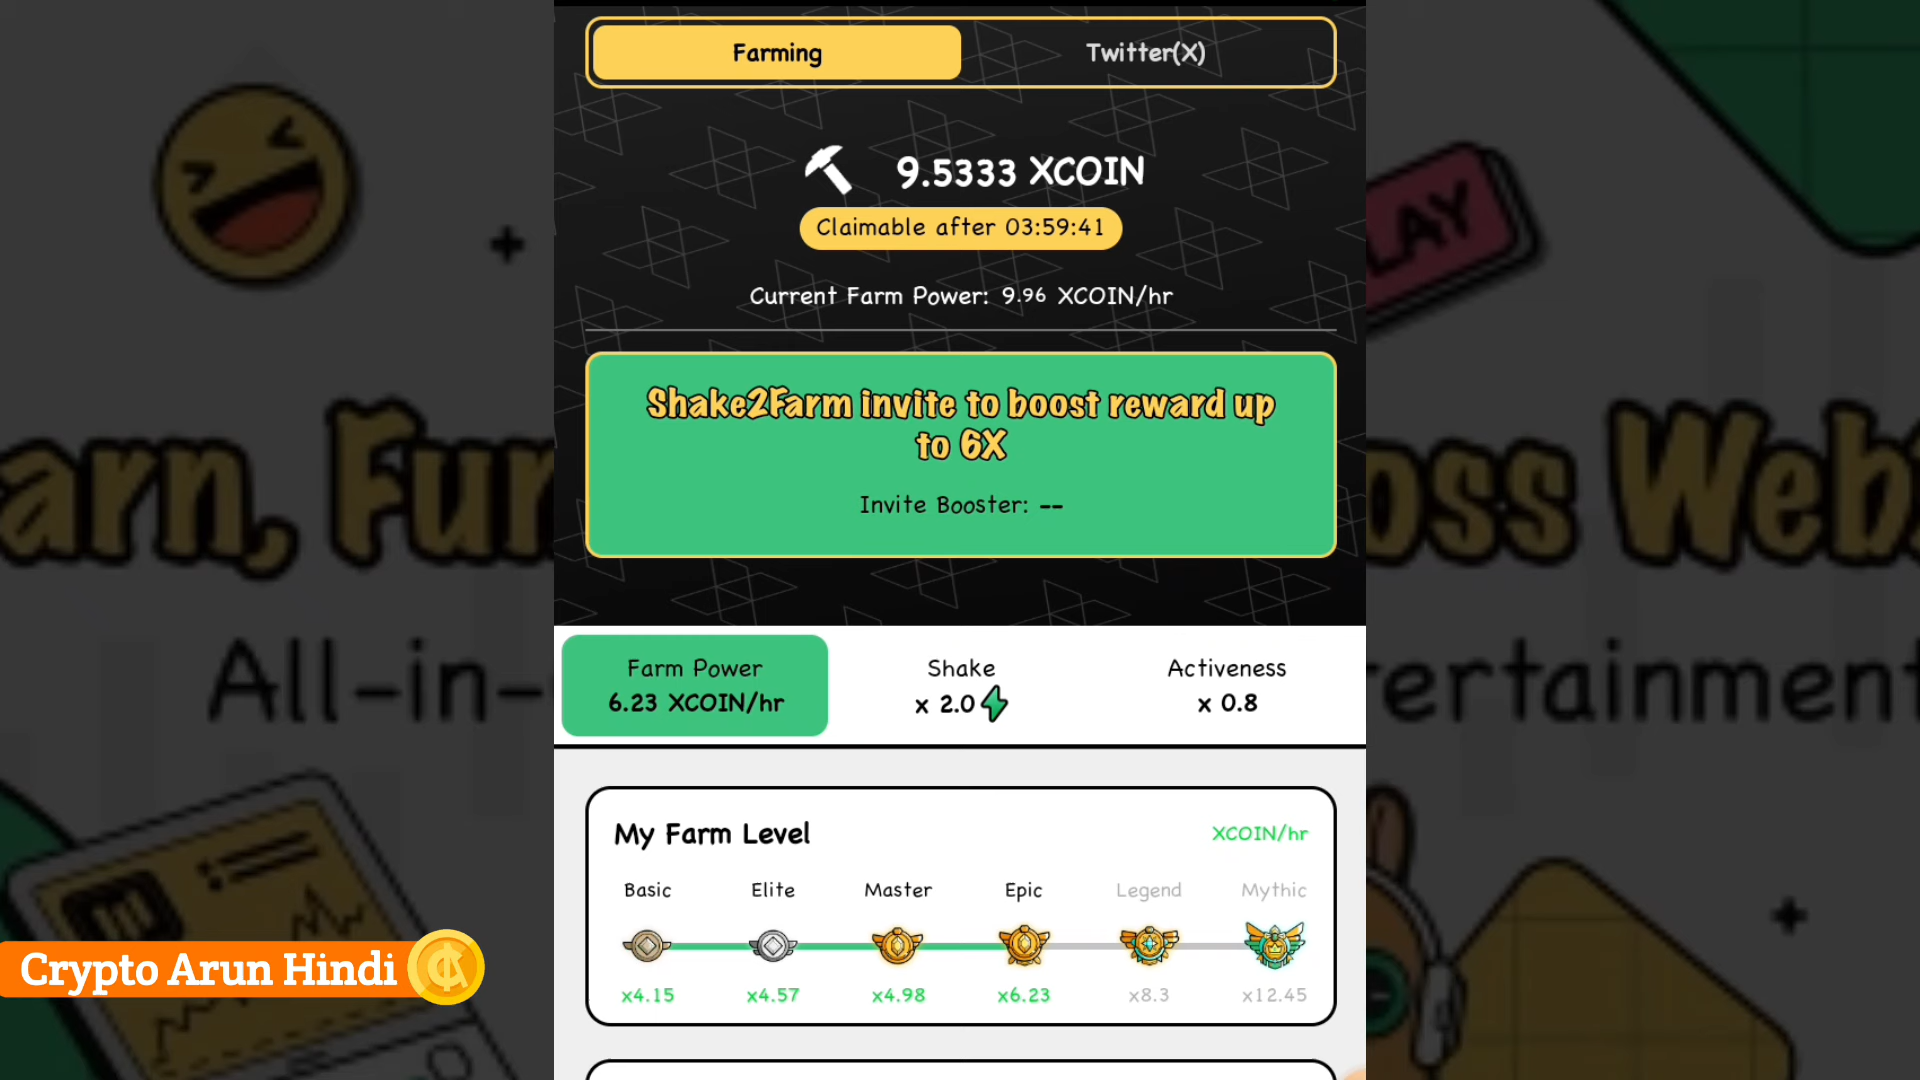 Farming
Twitter(X)
9.5333 XCOIN
Claimable after 03:59:41
Current Farm Power: 9.96 XCOIN/hr
Shake2Farm invite to boost reward up
to 6X
Invite Booster: --
Farm Power
6.23 XCOIN/hr
Shake
x 2.0
Activeness
x 0.8
My Farm Level
XCOIN/hr
Basic Elite Master Epic Legend Mythic
x4.15 x4.57 x4.98 x6.23 x8.3 x12.45
arn, Fun
oss Web
All-in-
ertainment
LAY
Crypto Arun Hindi